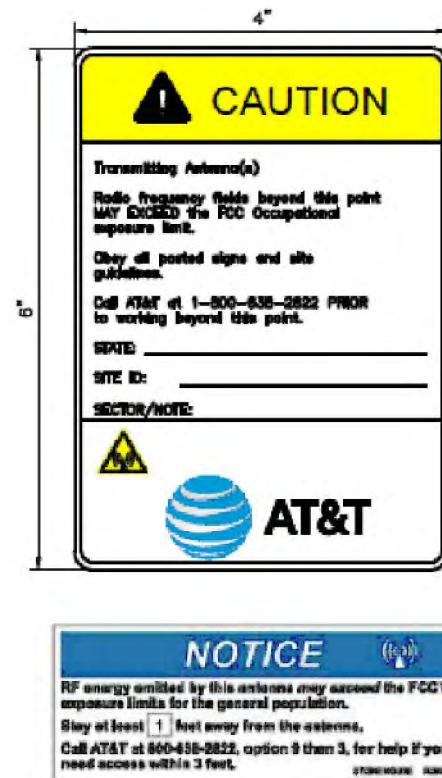 4"
6"
CAUTION
Transmitting Antenna(s)
Radio frequency fields beyond this point
MAY EXCEED the FCC Occupational
exposure limit.
Obey all posted signs and site
guidelines.
Call AT&T at 1-800-638-2822 PRIOR
to working beyond this point.
STATE:
SITE ID:
SECTOR/NOTE:
AT&T
NOTICE
RF energy emitted by this antenna may exceed the FCC
exposure limits for the general population.
Stay at least 1 feet away from the antenna.
Call AT&T at 800-638-2822, option 9 then 3, for help if you
need access within 3 feet.